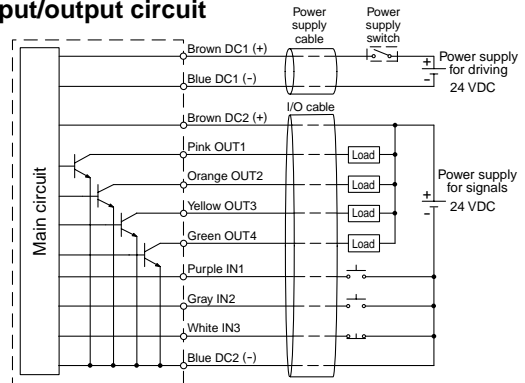 put/output circuit
Power
supply
cable
Power
supply
switch
Brown DC1 (+)
Power supply
for driving
24 VDC
+
-
Blue DC1 (-)
I/O cable
Brown DC2 (+)
Pink OUT1
Load
Orange OUT2
Load
Power supply
for signals
24 VDC
+
-
Yellow OUT3
Load
Green OUT4
Load
Main circuit
Purple IN1
Gray IN2
White IN3
Blue DC2 (-)